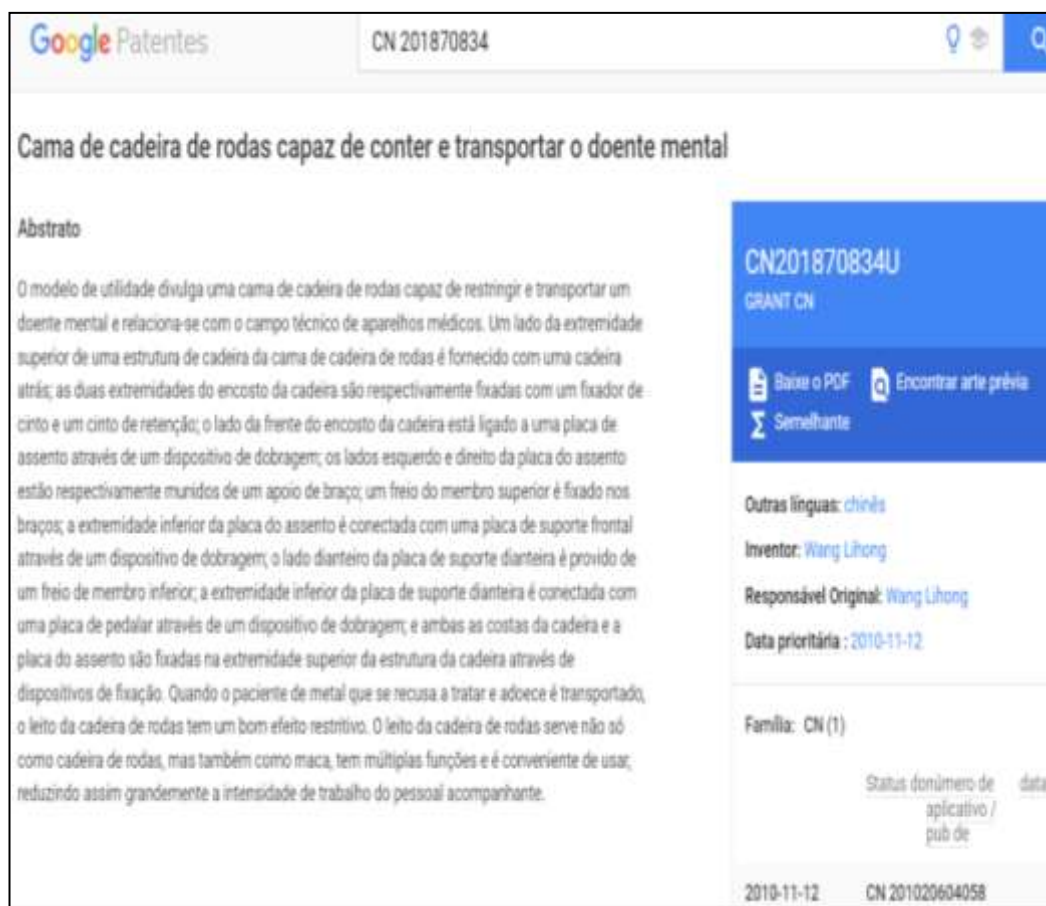 Google Patentes
CN 201870834
Cama de cadeira de rodas capaz de conter e transportar o doente mental
Abstrato
O modelo de utilidade divulga uma cama de cadeira de rodas capaz de restringir e transportar um
doente mental e relaciona-se com o campo técnico de aparelhos médicos. Um lado da extremidade
superior de uma estrutura de cadeira da cama de cadeira de rodas é fornecido com uma cadeira
atrás; as duas extremidades do encosto da cadeira são respectivamente fixadas com um fixador de
cinto e um cinto de retenção; o lado da frente do encosto da cadeira está ligado a uma placa de
assento através de um dispositivo de dobragem; os lados esquerdo e direito da placa do assento
estão respectivamente munidos de um apoio de braço; um freio do membro superior é fixado nos
braços; a extremidade inferior da placa do assento é conectada com uma placa de suporte frontal
através de um dispositivo de dobragem; o lado dianteiro da placa de suporte dianteira é provido de
um freio de membro inferior; a extremidade inferior da placa de suporte dianteira é conectada com
uma placa de pedalar através de um dispositivo de dobragem; e ambas as costas da cadeira e a
placa do assento são fixadas na extremidade superior da estrutura da cadeira através de
dispositivos de fixação. Quando o paciente de metal que se recusa a tratar e adoece é transportado,
o leito da cadeira de rodas tem um bom efeito restritivo. O leito da cadeira de rodas serve não só
como cadeira de rodas, mas também como maca, tem múltiplas funções e é conveniente de usar,
reduzindo assim grandemente a intensidade de trabalho do pessoal acompanhante.
CN201870834U
GRANT CN
Baixe o PDF Encontrar arte prévia
Semelhante
Outras línguas: chinês
Inventor: Wang Lihong
Responsável Original: Wang Lihong
Data prioritária : 2010-11-12
Família: CN (1)
Status donúmero de data
aplicativo /
pub de
2010-11-12 CN 201020604058